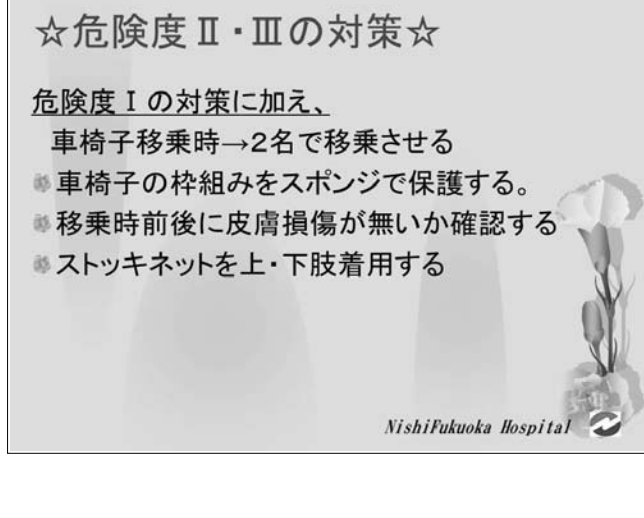 ☆危険度Ⅱ・Ⅲの対策☆
危険度Ⅰの対策に加え、
車椅子移乗時→2名で移乗させる
車椅子の枠組みをスポンジで保護する。
移乗時前後に皮膚損傷が無いか確認する
ストッキネットを上・下肢着用する
NishiFukuoka Hospital